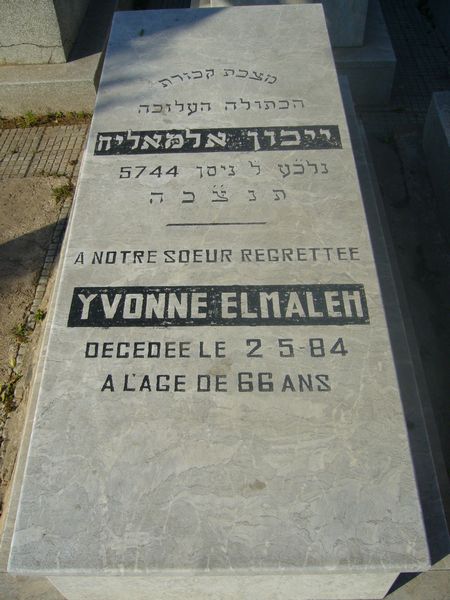 מצבת קבורת
הבתולה העלובה
ייבון אלמאליה
נלב״ע ל׳ ניסן 5744
ת נ צ ב ה
A NOTRE SOEUR REGRETTEE
YVONNE ELMALEH
DECEDEE LE 2 5-84
A L'AGE DE 66 ANS